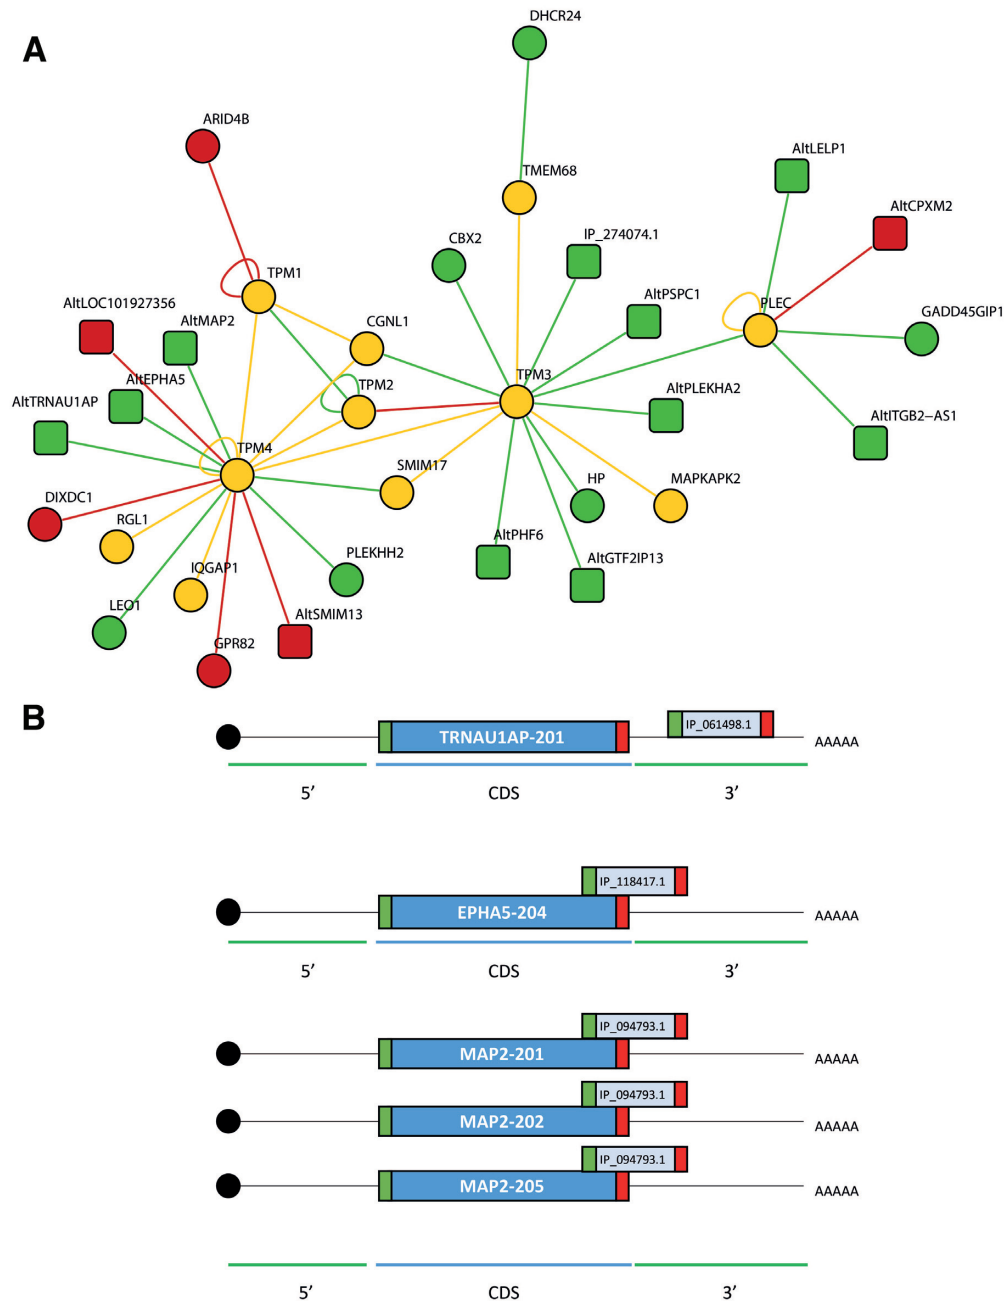 A
DHCR24
ARID4B
AltLELP1
TMEM68
AltCPXM2
CBX2
IP_274074.1
TPM1
AltLOC101927356
AltPSPC1
PLEC
GADD45GIP1
AltMAP2
CGNL1
TPM3
AltEPHA5
TPM2
AltPLEKHA2
AltTRNAU1AP
AltITGB2–AS1
TPM4
SMIM17
HP
MAPKAPK2
DIXDC1
RGL1
AltPHF6
PLEKHH2
AltGTF2IP13
IQGAP1
LEO1
AltSMIM13
GPR82
B
TRNAU1AP-201
IP_061498.1
AAAAA
5’ CDS 3’
IP_118417.1
EPHA5-204
AAAAA
5’ CDS 3’
IP_094793.1
MAP2-201
AAAAA
IP_094793.1
MAP2-202
AAAAA
IP_094793.1
MAP2-205
AAAAA
5’ CDS 3’